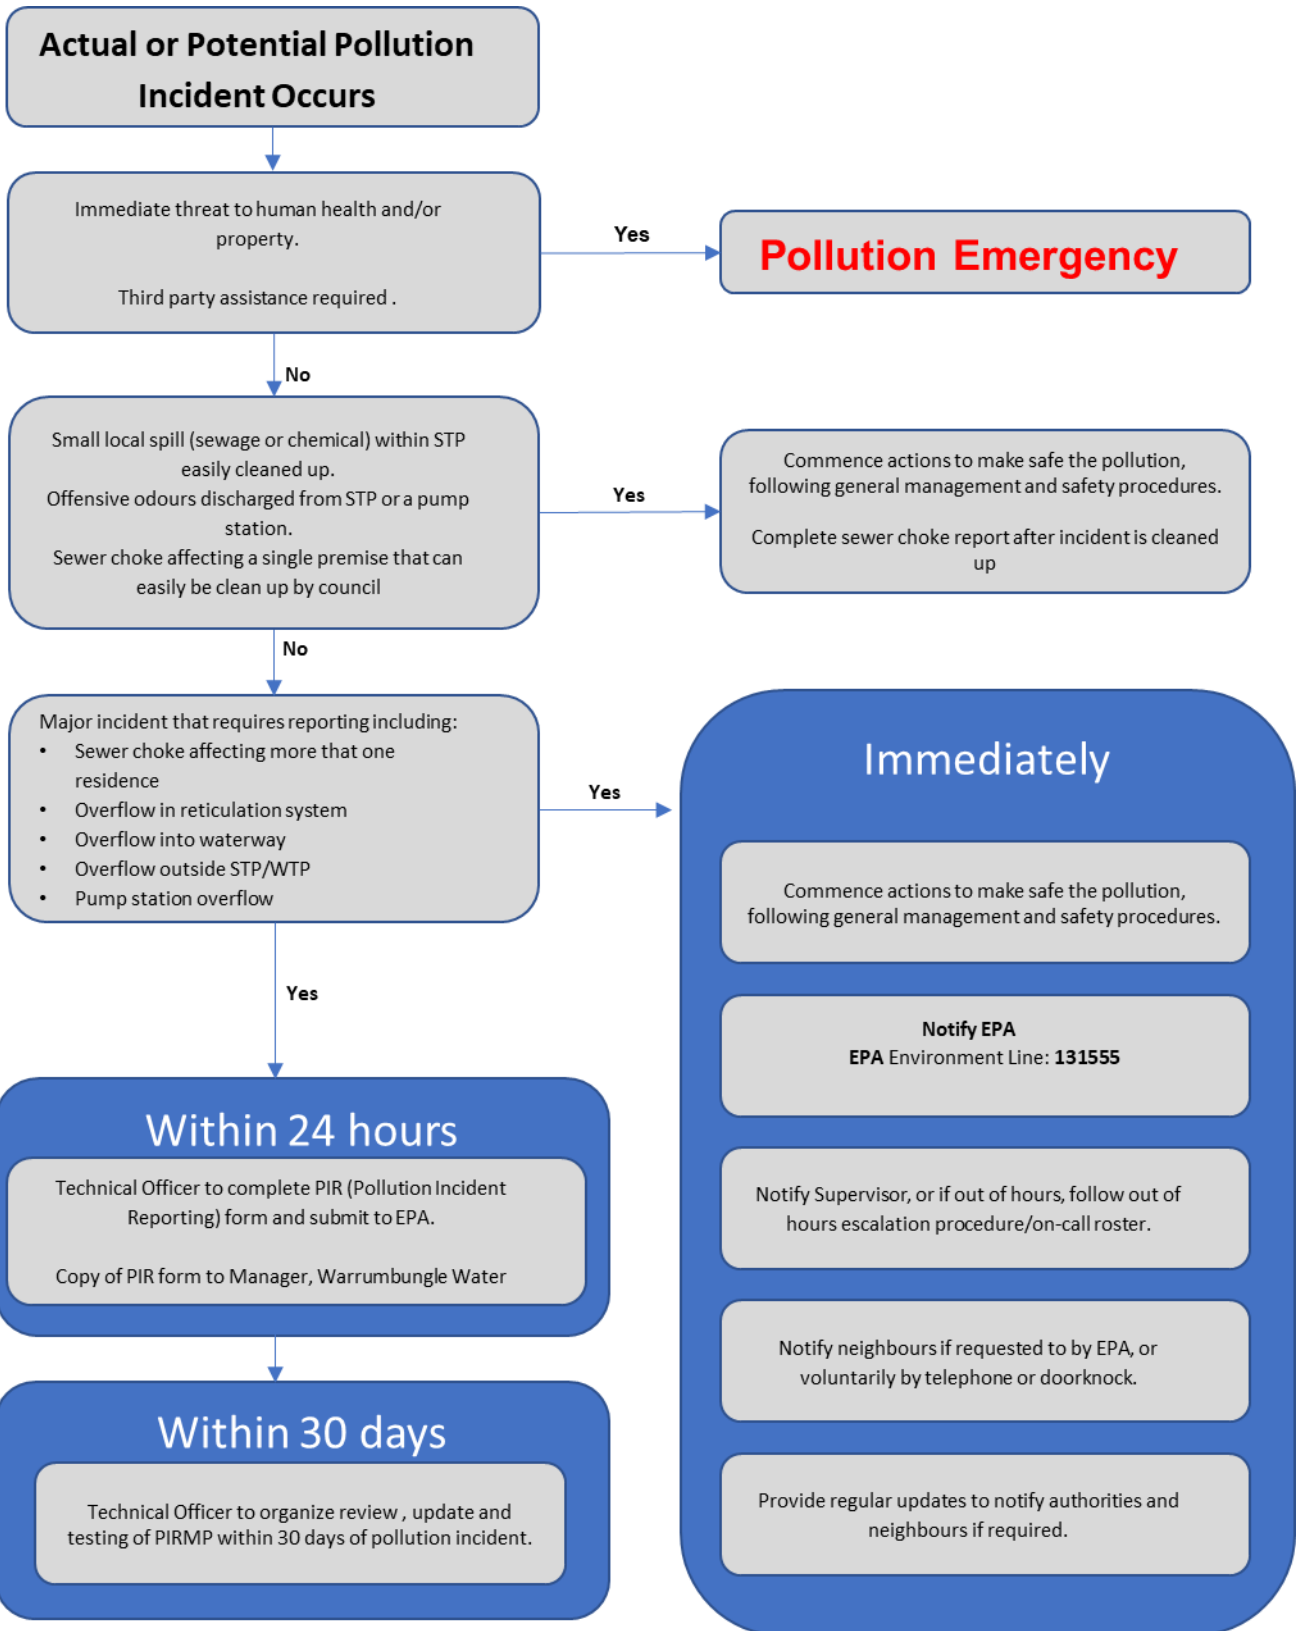 Actual or Potential Pollution
Incident Occurs
Immediate threat to human health and/or
property.
Third party assistance required .
Yes
Pollution Emergency
No
Small local spill (sewage or chemical) within STP
easily cleaned up.
Offensive odours discharged from STP or a pump
station.
Sewer choke affecting a single premise that can
easily be clean up by council
Yes
Commence actions to make safe the pollution,
following general management and safety procedures.
Complete sewer choke report after incident is cleaned
up
No
Major incident that requires reporting including:
• Sewer choke affecting more that one
residence
• Overflow in reticulation system
• Overflow into waterway
• Overflow outside STP/WTP
• Pump station overflow
Yes
Immediately
Commence actions to make safe the pollution,
following general management and safety procedures.
Notify EPA
EPA Environment Line: 131555
Notify Supervisor, or if out of hours, follow out of
hours escalation procedure/on-call roster.
Notify neighbours if requested to by EPA, or
voluntarily by telephone or doorknock.
Provide regular updates to notify authorities and
neighbours if required.
Yes
Within 24 hours
Technical Officer to complete PIR (Pollution Incident
Reporting) form and submit to EPA.
Copy of PIR form to Manager, Warrumbungle Water
Within 30 days
Technical Officer to organize review , update and
testing of PIRMP within 30 days of pollution incident.